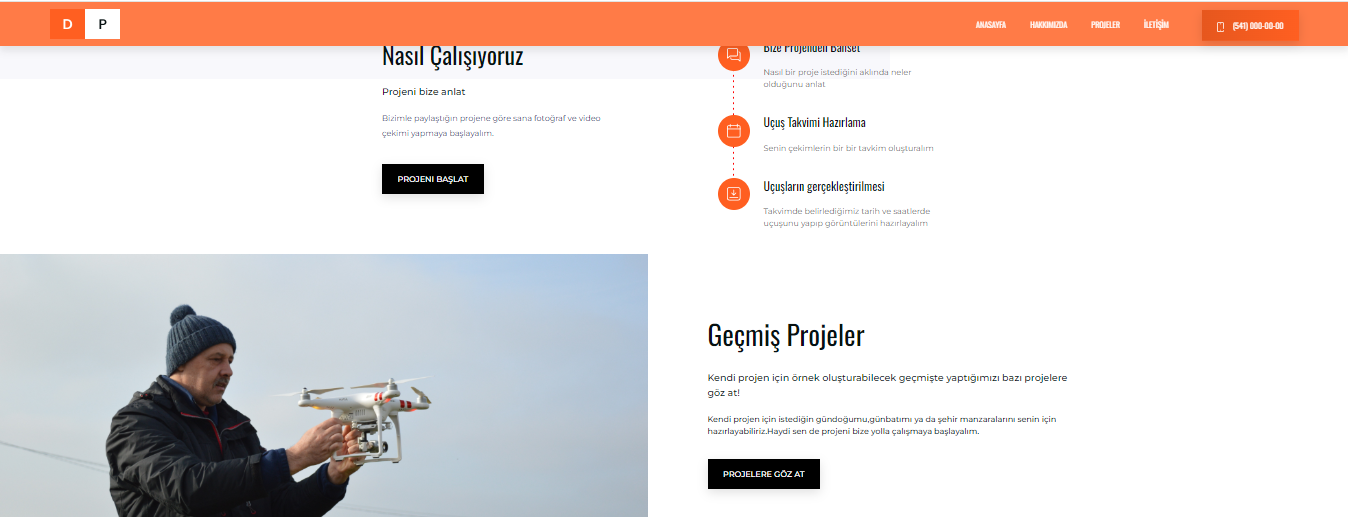 D P
ANASAYFA HAKKIMIZDA PROJELER İLETİŞİM (541) 000-00-00
Nasıl Çalışıyoruz
Projeni bize anlat
Bizimle paylaştığın projene göre sana fotoğraf ve video
çekimi yapmaya başlayalım.
PROJENI BAŞLAT
Bize Projenden Bahset
Nasıl bir proje istediğini aklında neler
olduğunu anlat
Uçuş Takvimi Hazırlama
Senin çekimlerin bir bir tavkim oluşturalım
Uçuşların gerçekleştirilmesi
Takvimde belirlediğimiz tarih ve saatlerde
uçuşunu yapıp görüntülerini hazırlayalım
Geçmiş Projeler
Kendi projen için örnek oluşturabilecek geçmişte yaptığımızı bazı projelere
göz at!
Kendi projen için istediğin gündoğumu,günbatımı ya da şehir manzaralarını senin için
hazırlayabiliriz.Haydi sen de projeni bize yolla çalışmaya başlayalım.
PROJELERE GÖZ AT